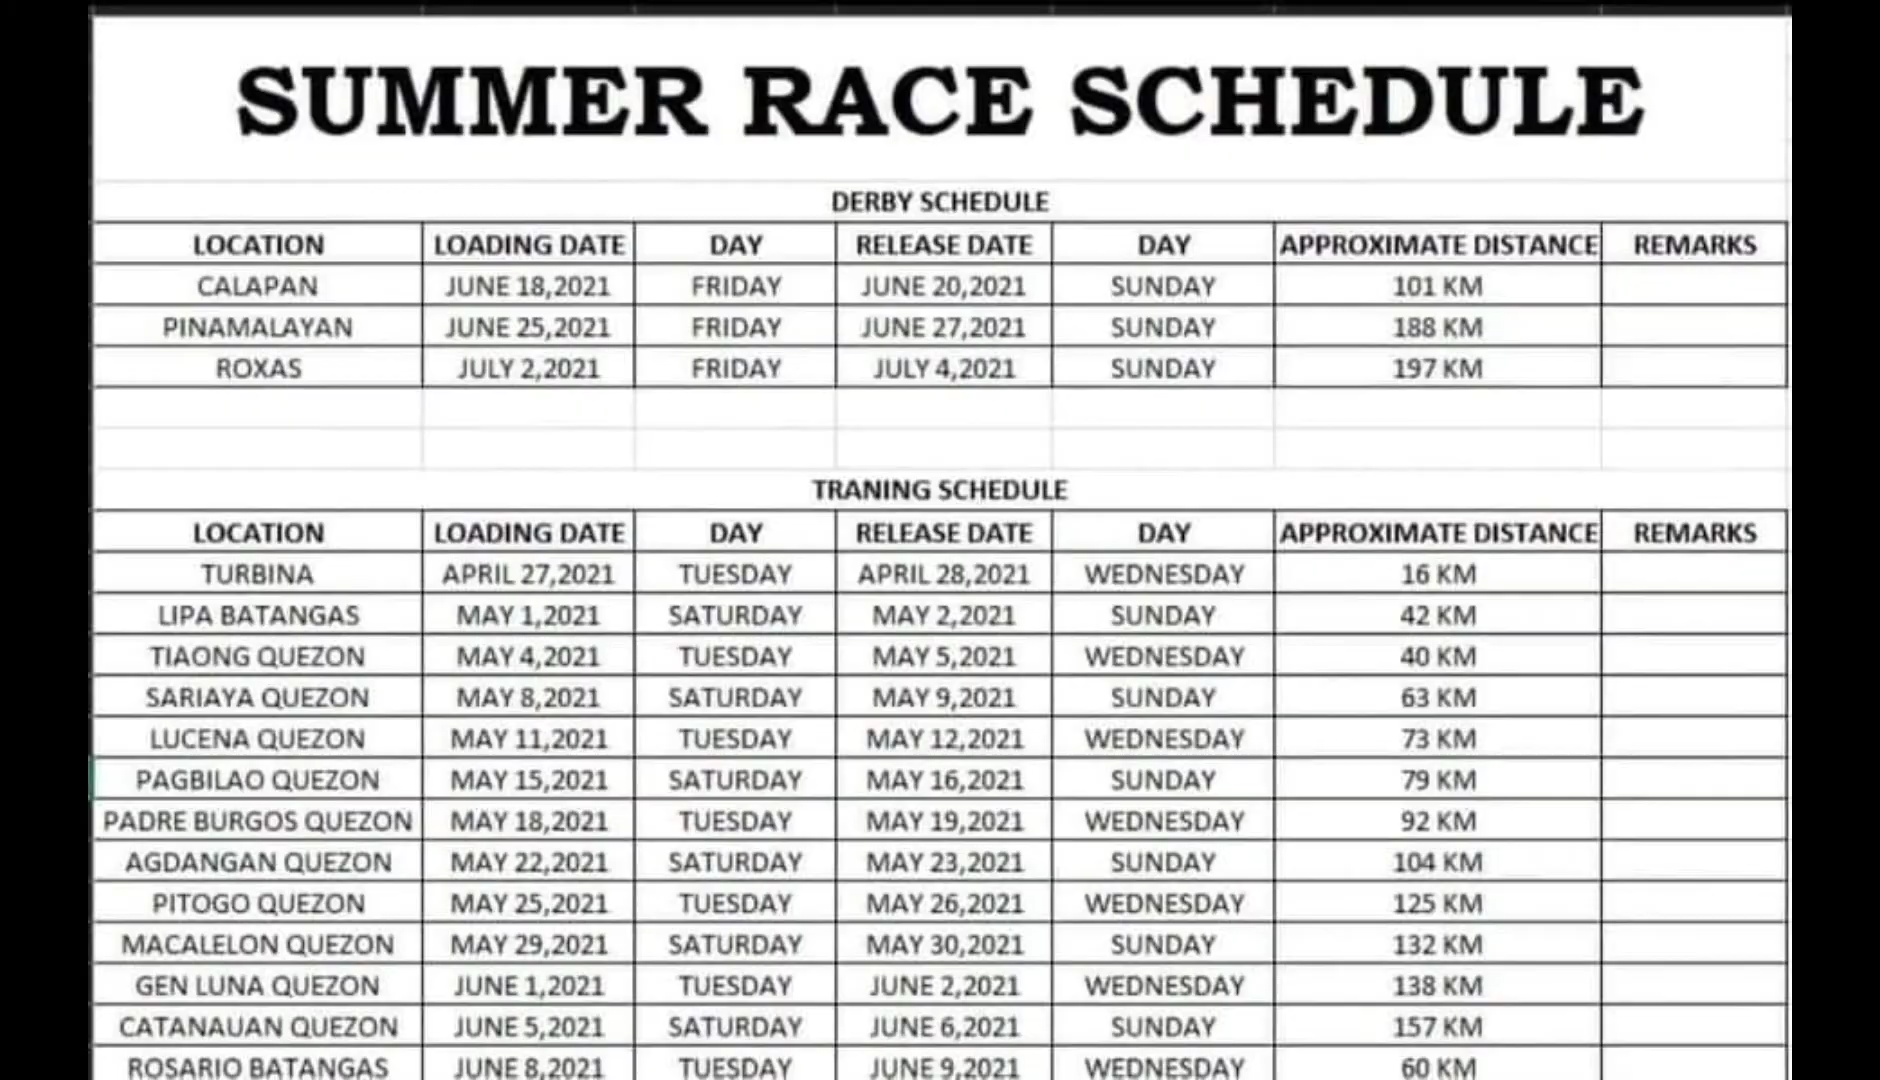 SUMMER RACE SCHEDULE
DERBY SCHEDULE
LOCATION LOADING DATE DAY RELEASE DATE DAY APPROXIMATE DISTANCE REMARKS
CALAPAN JUNE 18,2021 FRIDAY JUNE 20,2021 SUNDAY 101 KM
PINAMALAYAN JUNE 25,2021 FRIDAY JUNE 27,2021 SUNDAY 188 KM
ROXAS JULY 2,2021 FRIDAY JULY 4,2021 SUNDAY 197 KM
TRANING SCHEDULE
LOCATION LOADING DATE DAY RELEASE DATE DAY APPROXIMATE DISTANCE REMARKS
TURBINA APRIL 27,2021 TUESDAY APRIL 28,2021 WEDNESDAY 16 KM
LIPA BATANGAS MAY 1,2021 SATURDAY MAY 2,2021 SUNDAY 42 KM
TIAONG QUEZON MAY 4,2021 TUESDAY MAY 5,2021 WEDNESDAY 40 KM
SARIAYA QUEZON MAY 8,2021 SATURDAY MAY 9,2021 SUNDAY 63 KM
LUCENA QUEZON MAY 11,2021 TUESDAY MAY 12,2021 WEDNESDAY 73 KM
PAGBILAO QUEZON MAY 15,2021 SATURDAY MAY 16,2021 SUNDAY 79 KM
PADRE BURGOS QUEZON MAY 18,2021 TUESDAY MAY 19,2021 WEDNESDAY 92 KM
AGDANGAN QUEZON MAY 22,2021 SATURDAY MAY 23,2021 SUNDAY 104 KM
PITOGO QUEZON MAY 25,2021 TUESDAY MAY 26,2021 WEDNESDAY 125 KM
MACALELON QUEZON MAY 29,2021 SATURDAY MAY 30,2021 SUNDAY 132 KM
GEN LUNA QUEZON JUNE 1,2021 TUESDAY JUNE 2,2021 WEDNESDAY 138 KM
CATANAUAN QUEZON JUNE 5,2021 SATURDAY JUNE 6,2021 SUNDAY 157 KM
ROSARIO BATANGAS JUNE 8,2021 TUESDAY JUNE 9,2021 WEDNESDAY 60 KM